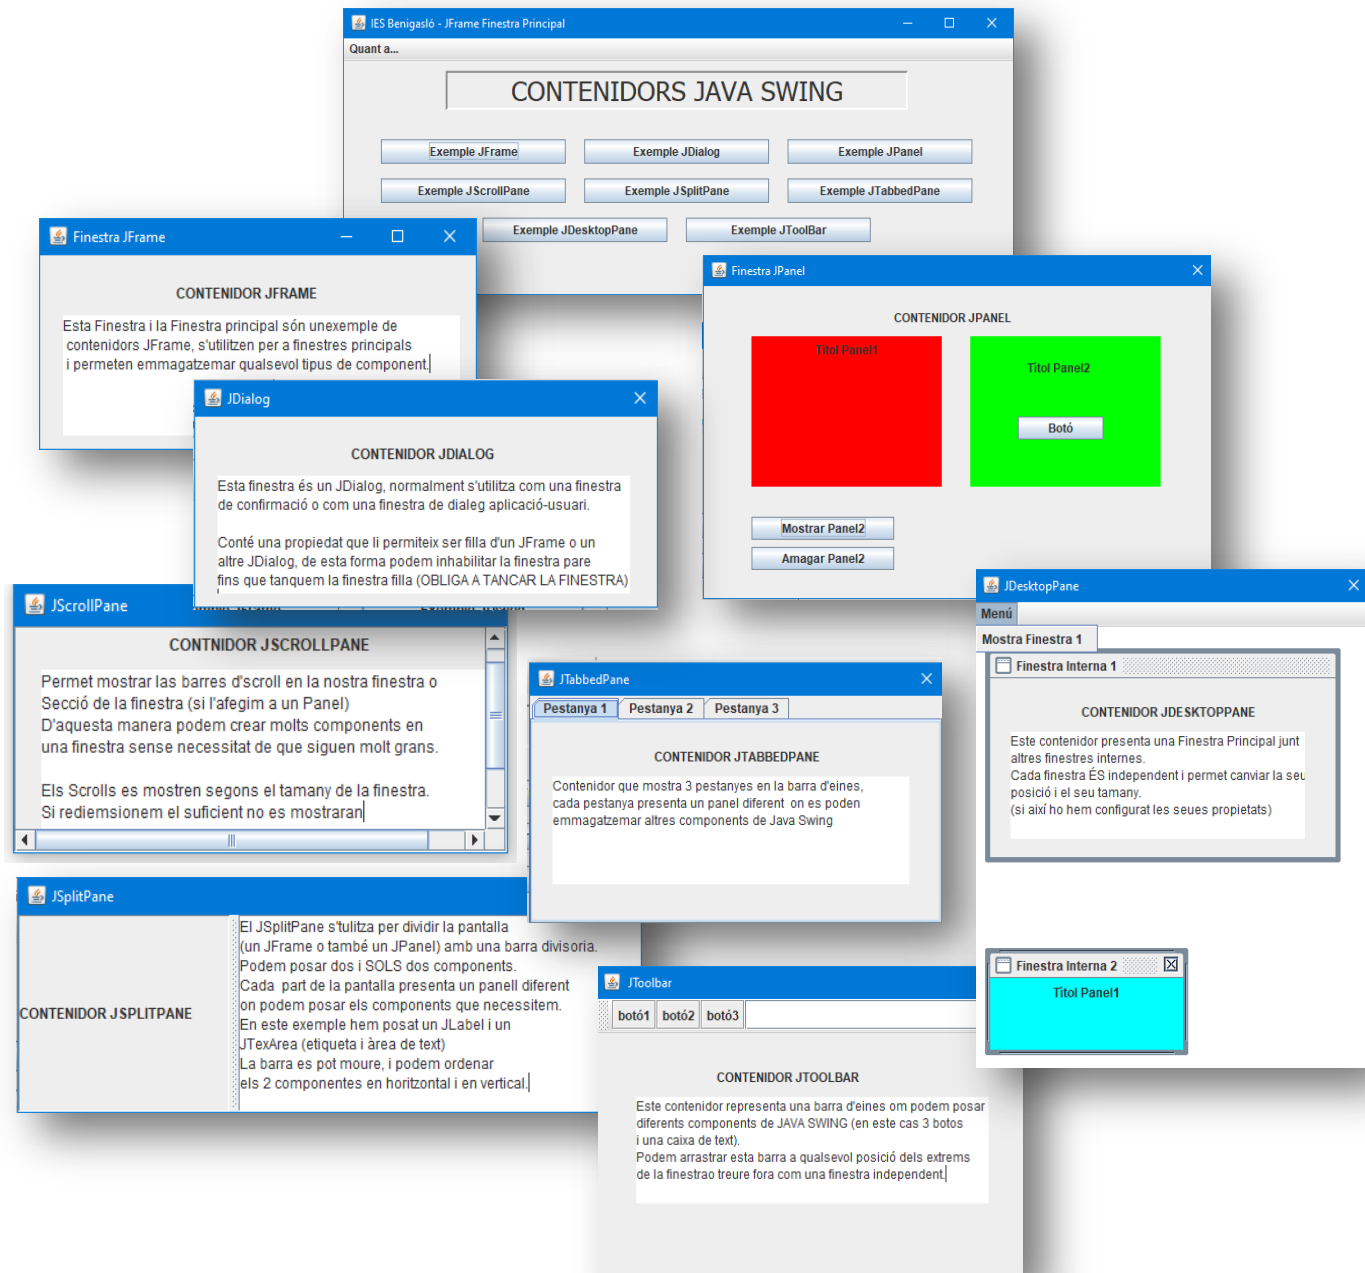 IES Benigasló - JFrame Finestra Principal
Quant a...
CONTENIDORS JAVA SWING
Exemple JFrame
Exemple JDialog
Exemple JPanel
Exemple JScrollPane
Exemple JSplitPane
Exemple JTabbedPane
Exemple JDesktopPane
Exemple JToolBar
Finestra JFrame
CONTENIDOR JFRAME
Esta Finestra i la Finestra principal són unexemple de
contenidors JFrame, s'utilitzen per a finestres principals
i permeten emmagatzemar qualsevol tipus de component.
Finestra JPanel
CONTENIDOR JPANEL
Titol Panel1
Titol Panel2
Botó
Mostrar Panel2
Amagar Panel2
JDialog
CONTENIDOR JDIALOG
Esta finestra és un JDialog, normalment s'utilitza com una finestra
de confirmació o com una finestra de dialeg aplicació-usuari.
Conté una propiedat que li permiteix ser filla d'un JFrame o un
altre JDialog, de esta forma podem inhabilitar la finestra pare
fins que tanquem la finestra filla (OBLIGA A TANCAR LA FINESTRA)
JScrollPane
CONTNIDOR JSCROLLPANE
Permet mostrar las barres d'scroll en la nostra finestra o
Secció de la finestra (si l'afegim a un Panel)
D'aquesta manera podem crear molts components en
una finestra sense necessitat de que siguen molt grans.
Els Scrolls es mostren segons el tamany de la finestra.
Si rediemsionem el suficient no es mostraran
JDesktopPane
Menú
Mostra Finestra 1
Finestra Interna 1
CONTENIDOR JDESKTOPPANE
Este contenidor presenta una Finestra Principal junt
altres finestres internes.
Cada finestra ÉS independent i permet canviar la seu
posició i el seu tamany.
(si així ho hem configurat les seues propietats)
Finestra Interna 2
Titol Panel1
JTabbedPane
Pestanya 1
Pestanya 2
Pestanya 3
CONTENIDOR JTABBEDPANE
Contenidor que mostra 3 pestanyes en la barra d'eines,
cada pestanya presenta un panel diferent on es poden
emmagatzemar altres components de Java Swing
JSplitPane
CONTENIDOR JSPLITPANE
El JSplitPane s'tulitza per dividir la pantalla
(un JFrame o també un JPanel) amb una barra divisoria.
Podem posar dos i SOLS dos components.
Cada part de la pantalla presenta un panell diferent
on podem posar els components que necessitem.
En este exemple hem posat un JLabel i un
JTexArea (etiqueta i àrea de text)
La barra es pot moure, i podem ordenar
els 2 componentes en horitzontal i en vertical.
JToolbar
botó1
botó2
botó3
CONTENIDOR JTOOLBAR
Este contenidor representa una barra d'eines om podem posar
diferents components de JAVA SWING (en este cas 3 botos
i una caixa de text).
Podem arrastrar esta barra a qualsevol posició dels extrems
de la finestrao treure fora com una finestra independent.